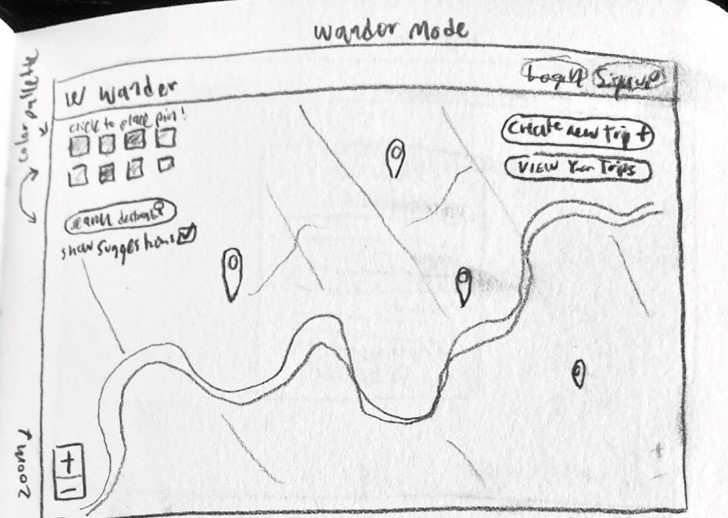 Wander Mode
W Wander
Login Signup
click to place pin!
Create new trip +
View Your Trips
search destinat
show suggestions
color pallette
zoom
+
-